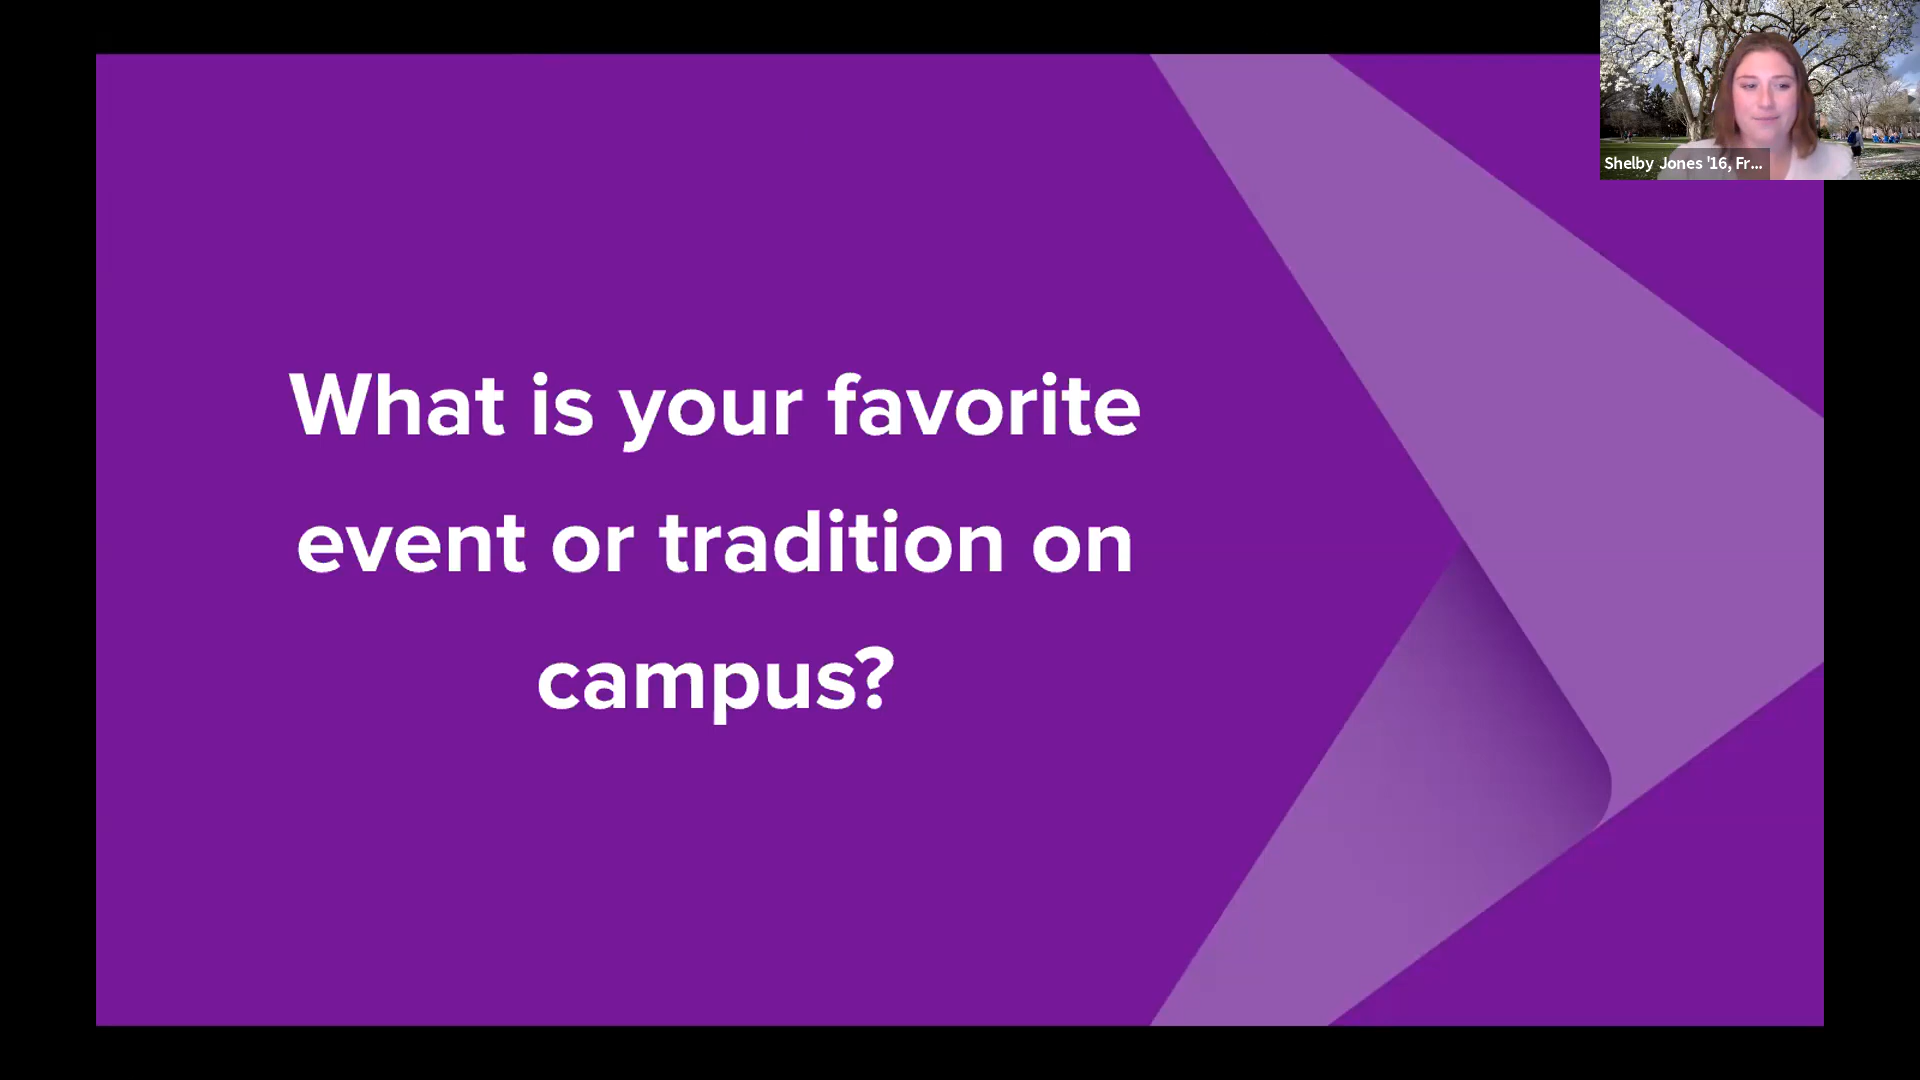 Shelby Jones '16, Fr...
What is your favorite
event or tradition on
campus?